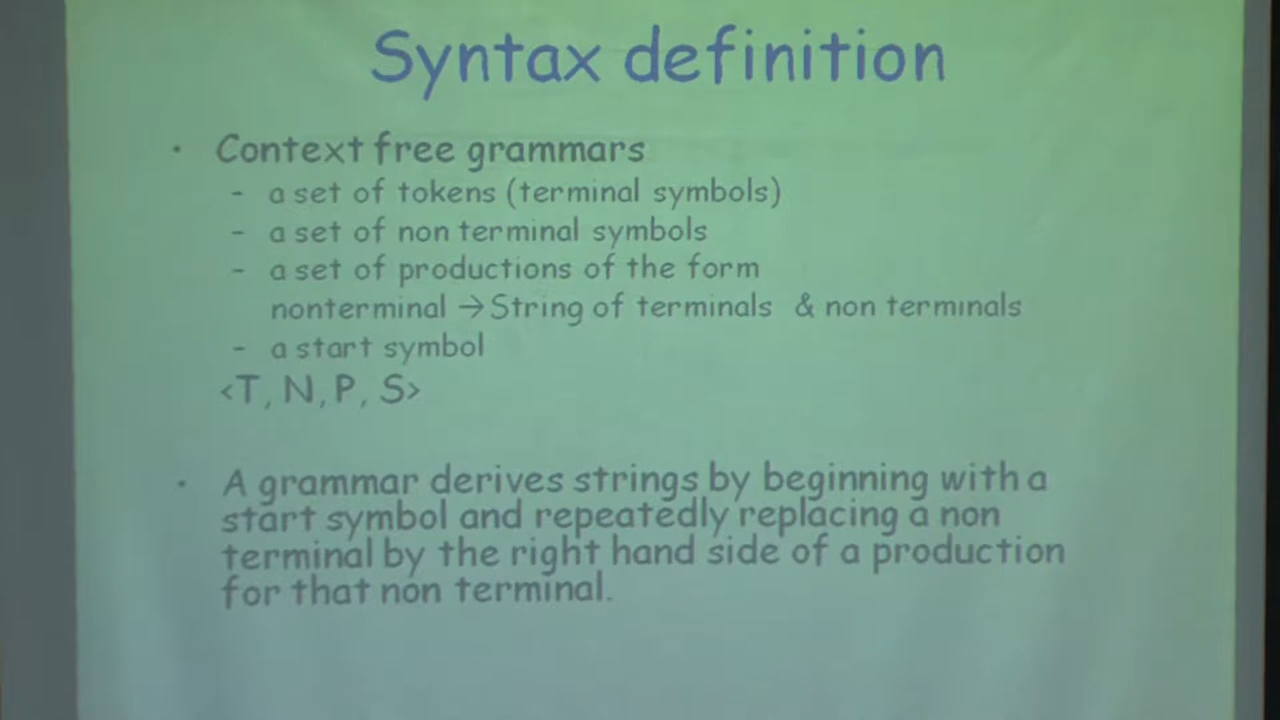 Syntax definition
• Context free grammars
- a set of tokens (terminal symbols)
- a set of non terminal symbols
- a set of productions of the form
nonterminal →String of terminals & non terminals
- a start symbol
<T, N, P, S>
• A grammar derives strings by beginning with a
start symbol and repeatedly replacing a non
terminal by the right hand side of a production
for that non terminal.